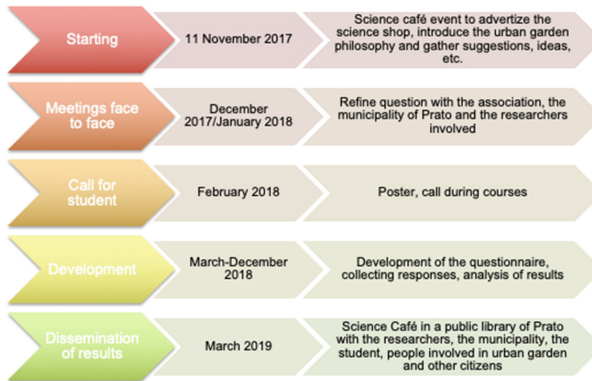 Starting
11 November 2017
Science café event to advertize the
science shop, introduce the urban garden
philosophy and gather suggestions, ideas,
etc.
Meetings face
to face
December
2017/January 2018
Refine question with the association, the
municipality of Prato and the researchers
involved
Call for
student
February 2018
Poster, call during courses
Development
March-December
2018
Development of the questionnaire,
collecting responses, analysis of results
Dissemination
of results
March 2019
Science Café in a public library of Prato
with the researchers, the municipality, the
student, people involved in urban garden
and other citizens